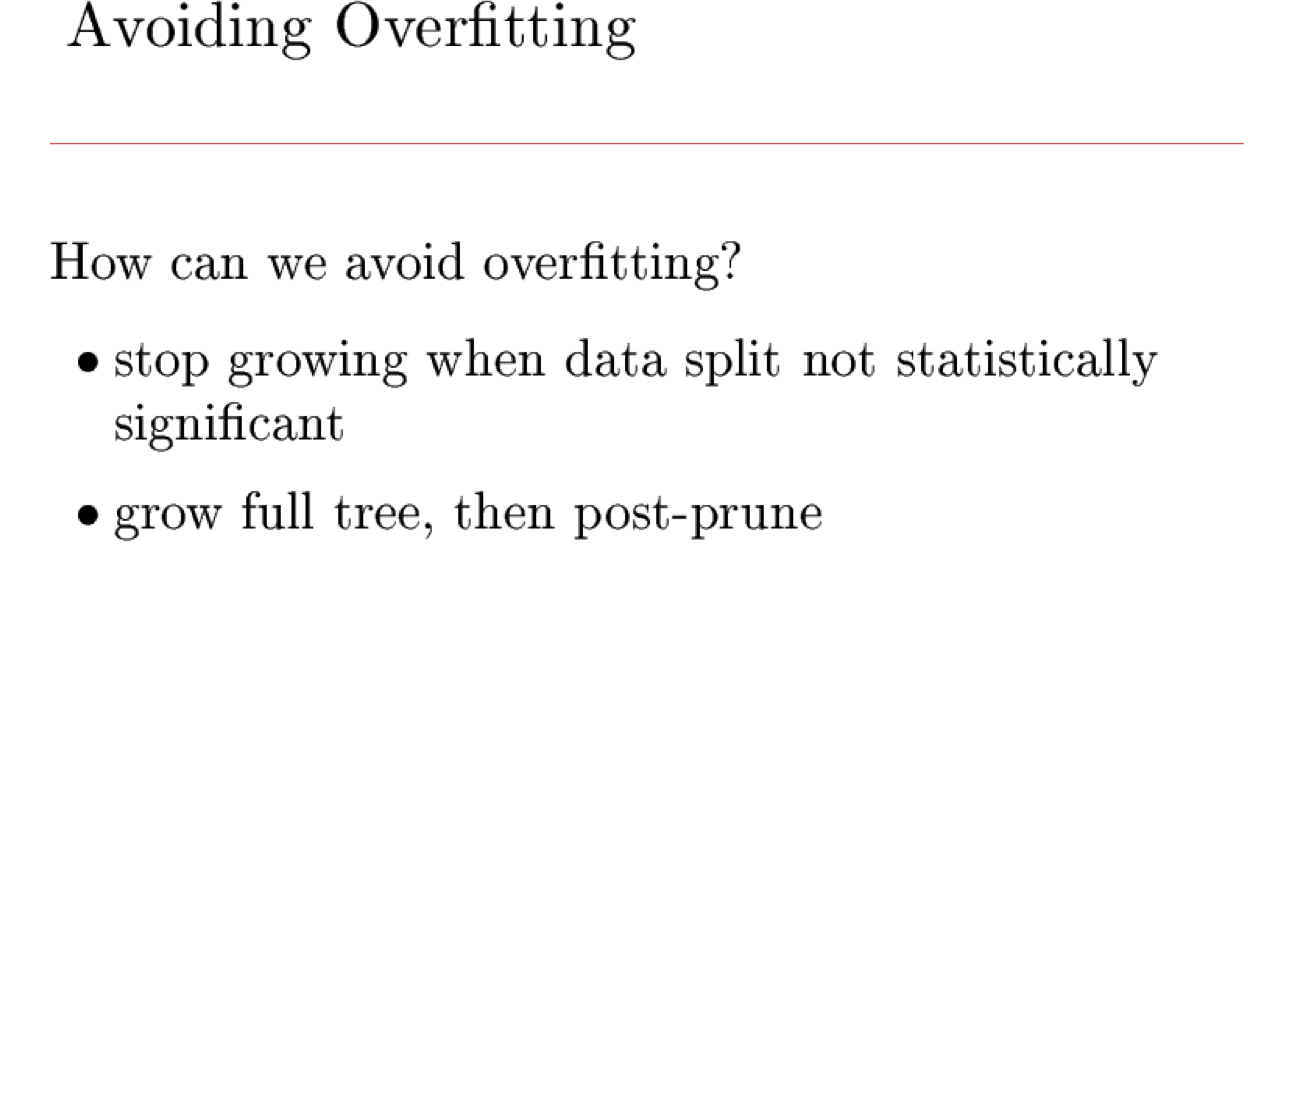 Avoiding Overfitting
How can we avoid overfitting?
• stop growing when data split not statistically
significant
• grow full tree, then post-prune